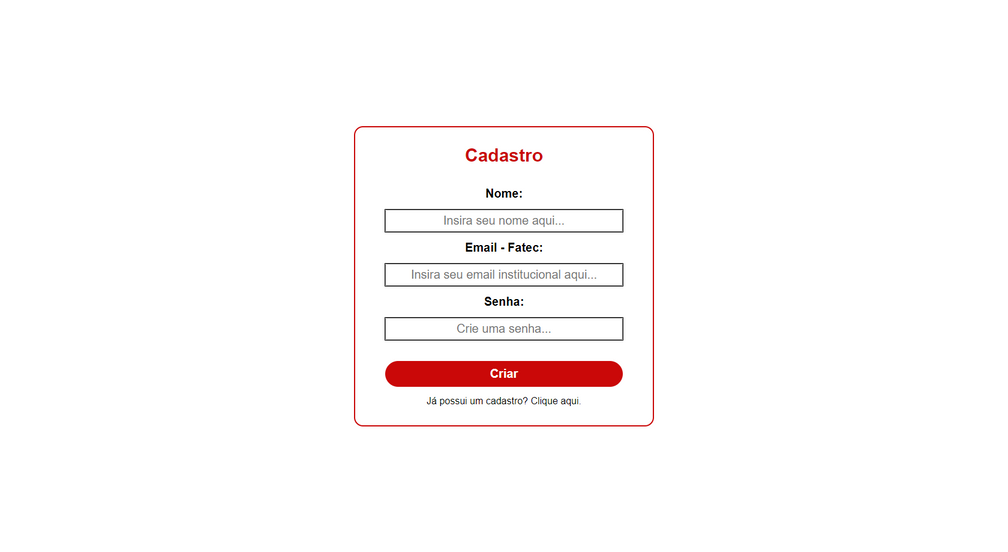 Cadastro
Nome:
Insira seu nome aqui...
Email - Fatec:
Insira seu email institucional aqui...
Senha:
Crie uma senha...
Criar
Já possui um cadastro? Clique aqui.